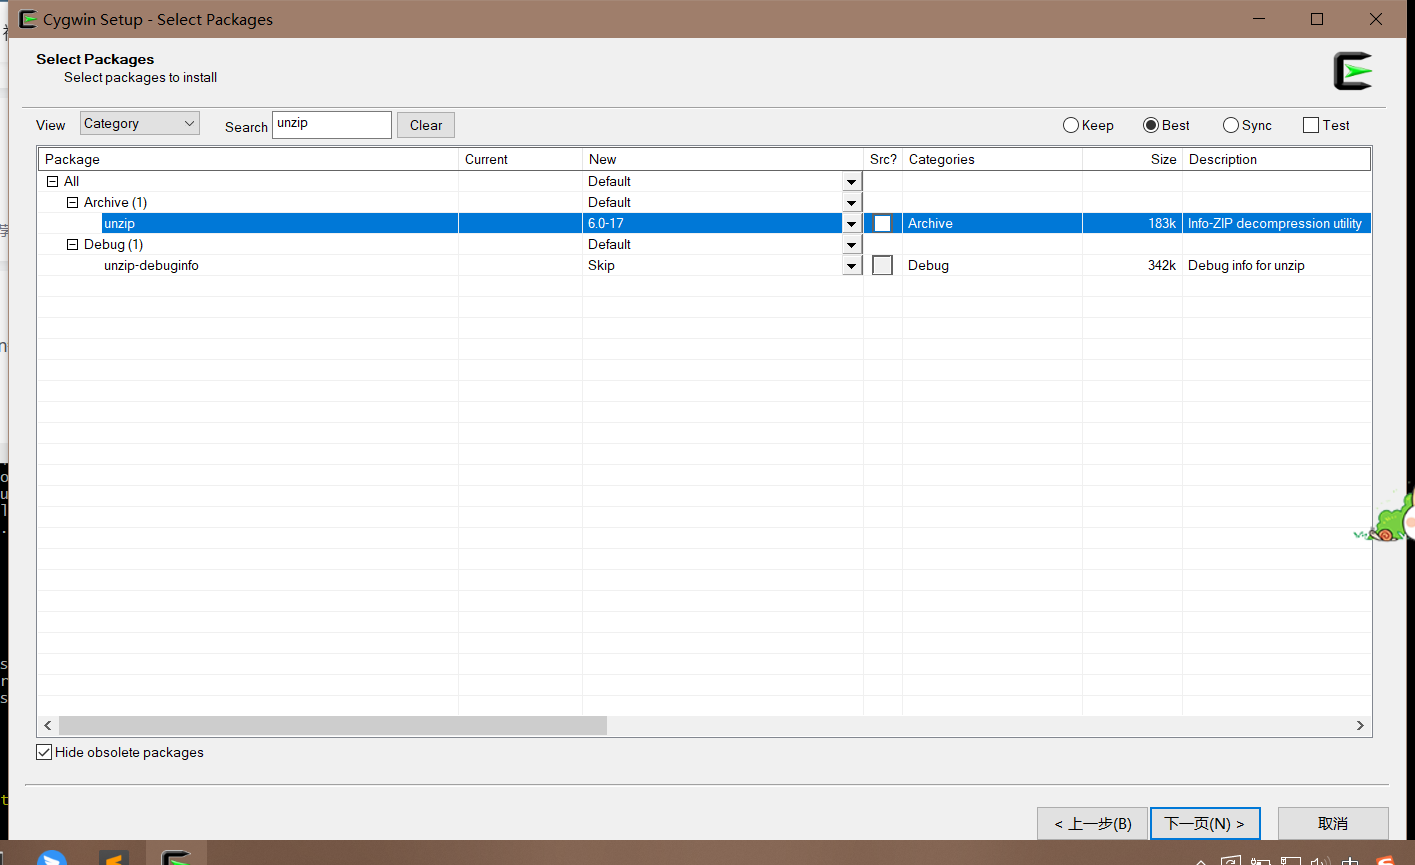 Cygwin Setup - Select Packages
Select Packages
Select packages to install
View Category Search unzip Clear Keep Best Sync Test
Package Current New Src? Categories Size Description
All Default
Archive (1) Default
unzip 6.0-17 Archive 183k Info-ZIP decompression utility
Debug (1) Default
unzip-debuginfo Skip Debug 342k Debug info for unzip
Hide obsolete packages
< 上一步(B) 下一页(N) > 取消